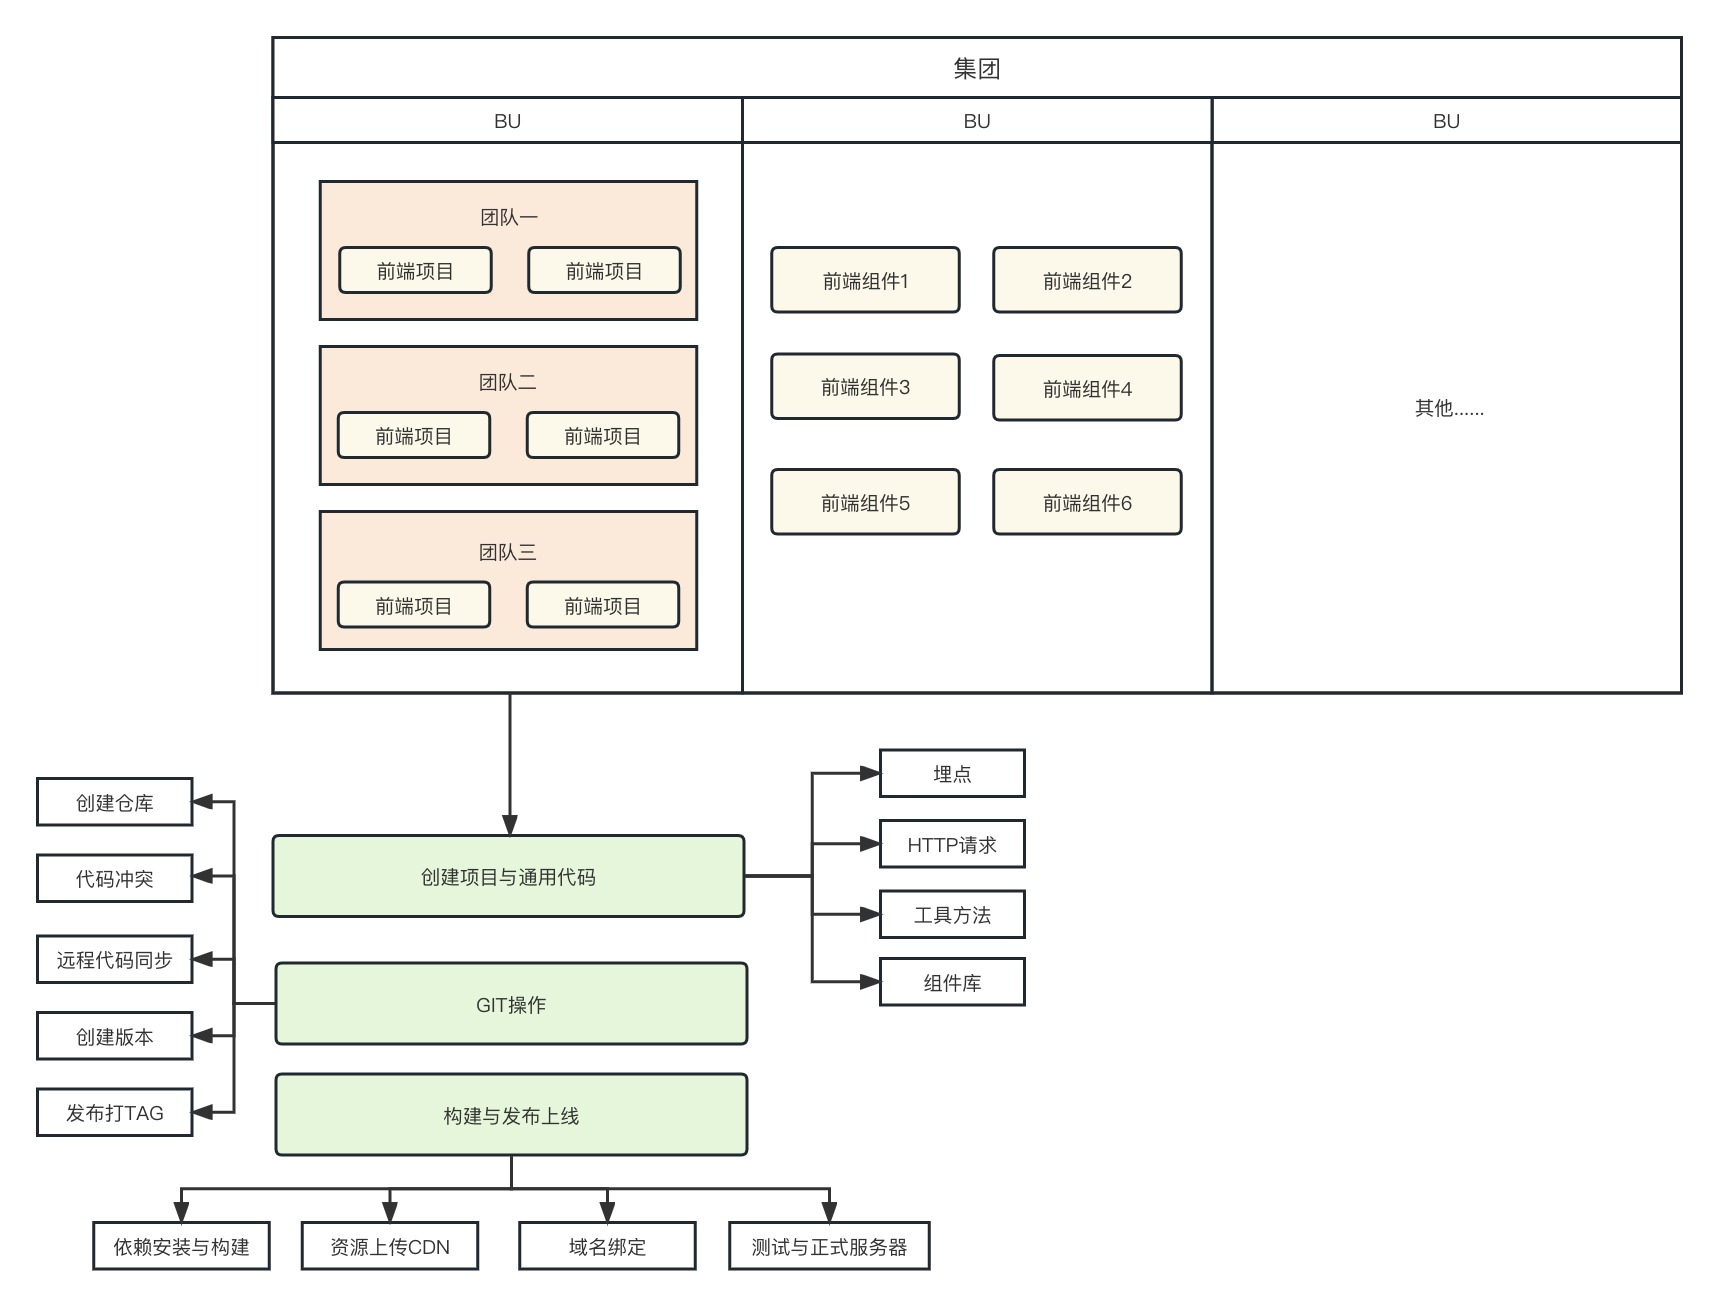 集团
BU
BU
BU
团队一
前端项目
前端项目
团队二
前端项目
前端项目
团队三
前端项目
前端项目
前端组件1
前端组件2
前端组件3
前端组件4
前端组件5
前端组件6
其他......
创建仓库
代码冲突
远程代码同步
创建版本
发布打TAG
创建项目与通用代码
GIT操作
构建与发布上线
埋点
HTTP请求
工具方法
组件库
依赖安装与构建
资源上传CDN
域名绑定
测试与正式服务器